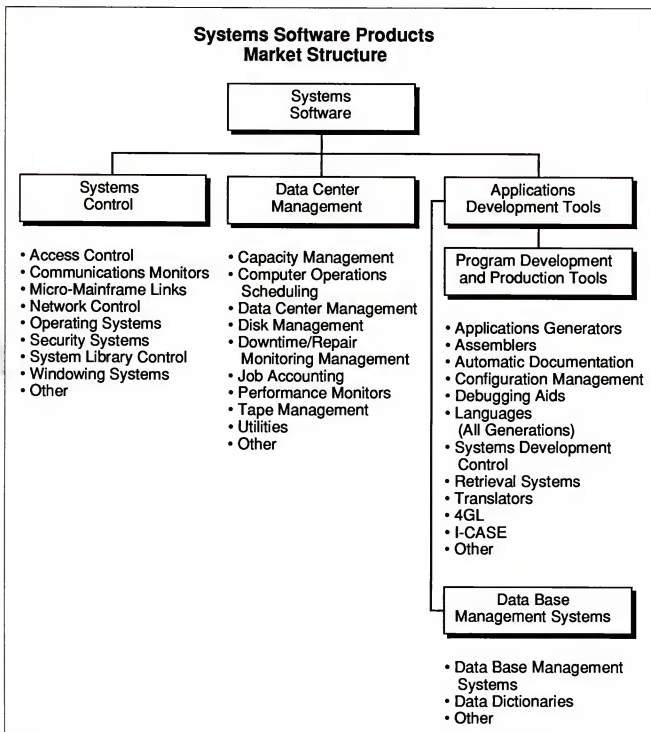 Systems Software Products
Market Structure
Systems
Software
Systems
Control
• Access Control
• Communications Monitors
• Micro-Mainframe Links
• Network Control
• Operating Systems
• Security Systems
• System Library Control
• Windowing Systems
• Other
Data Center
Management
• Capacity Management
• Computer Operations
Scheduling
• Data Center Management
• Disk Management
• Downtime/Repair
Monitoring Management
• Job Accounting
• Performance Monitors
• Tape Management
• Utilities
• Other
Applications
Development Tools
Program Development
and Production Tools
• Applications Generators
• Assemblers
• Automatic Documentation
• Configuration Management
• Debugging Aids
• Languages
(All Generations)
• Systems Development
Control
• Retrieval Systems
• Translators
• 4GL
• I-CASE
• Other
Data Base
Management Systems
• Data Base Management
Systems
• Data Dictionaries
• Other